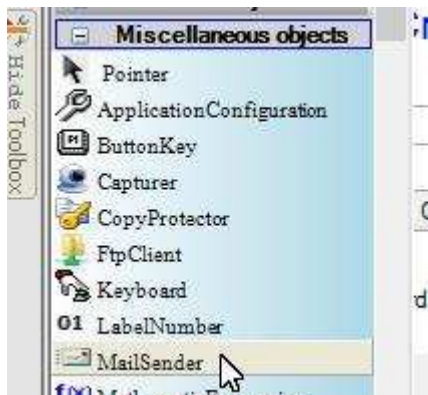 Hide Toolbox
Miscellaneous objects
Pointer
ApplicationConfiguration
ButtonKey
Capturer
CopyProtector
FtpClient
Keyboard
01 LabelNumber
MailSender